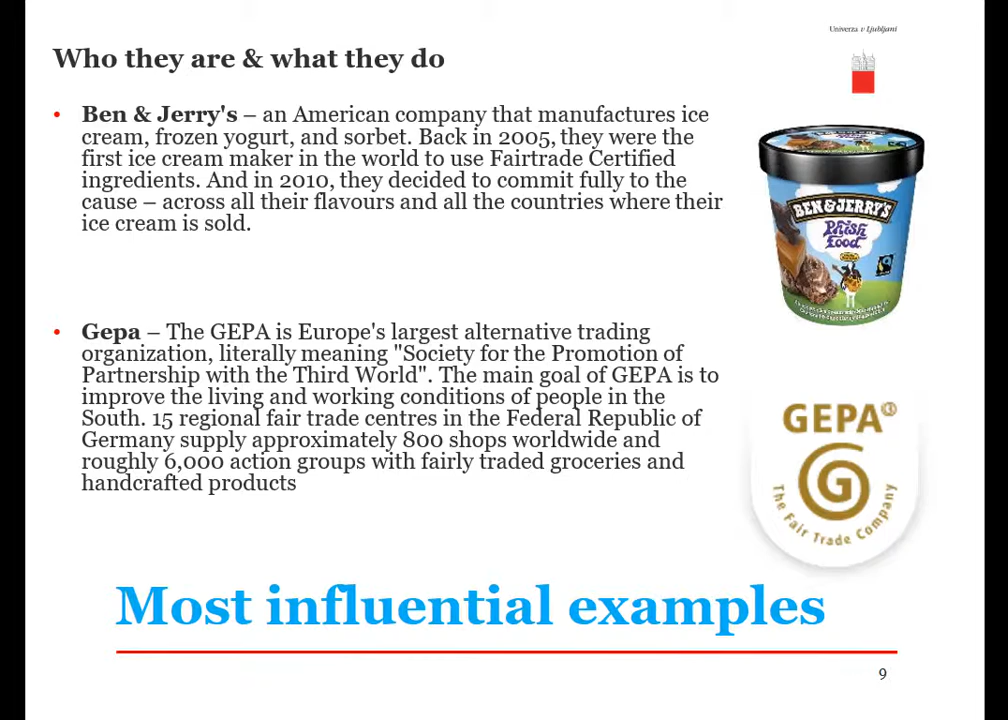 Univerza v Ljubljani
Who they are & what they do
• Ben & Jerry's – an American company that manufactures ice
cream, frozen yogurt, and sorbet. Back in 2005, they were the
first ice cream maker in the world to use Fairtrade Certified
ingredients. And in 2010, they decided to commit fully to the
cause – across all their flavours and all the countries where their
ice cream is sold.
BEN & JERRY'S
Phish
Food
• Gepa – The GEPA is Europe's largest alternative trading
organization, literally meaning "Society for the Promotion of
Partnership with the Third World". The main goal of GEPA is to
improve the living and working conditions of people in the
South. 15 regional fair trade centres in the Federal Republic of
Germany supply approximately 800 shops worldwide and
roughly 6,000 action groups with fairly traded groceries and
handcrafted products
GEPA
The Fair Trade Company
Most influential examples
9